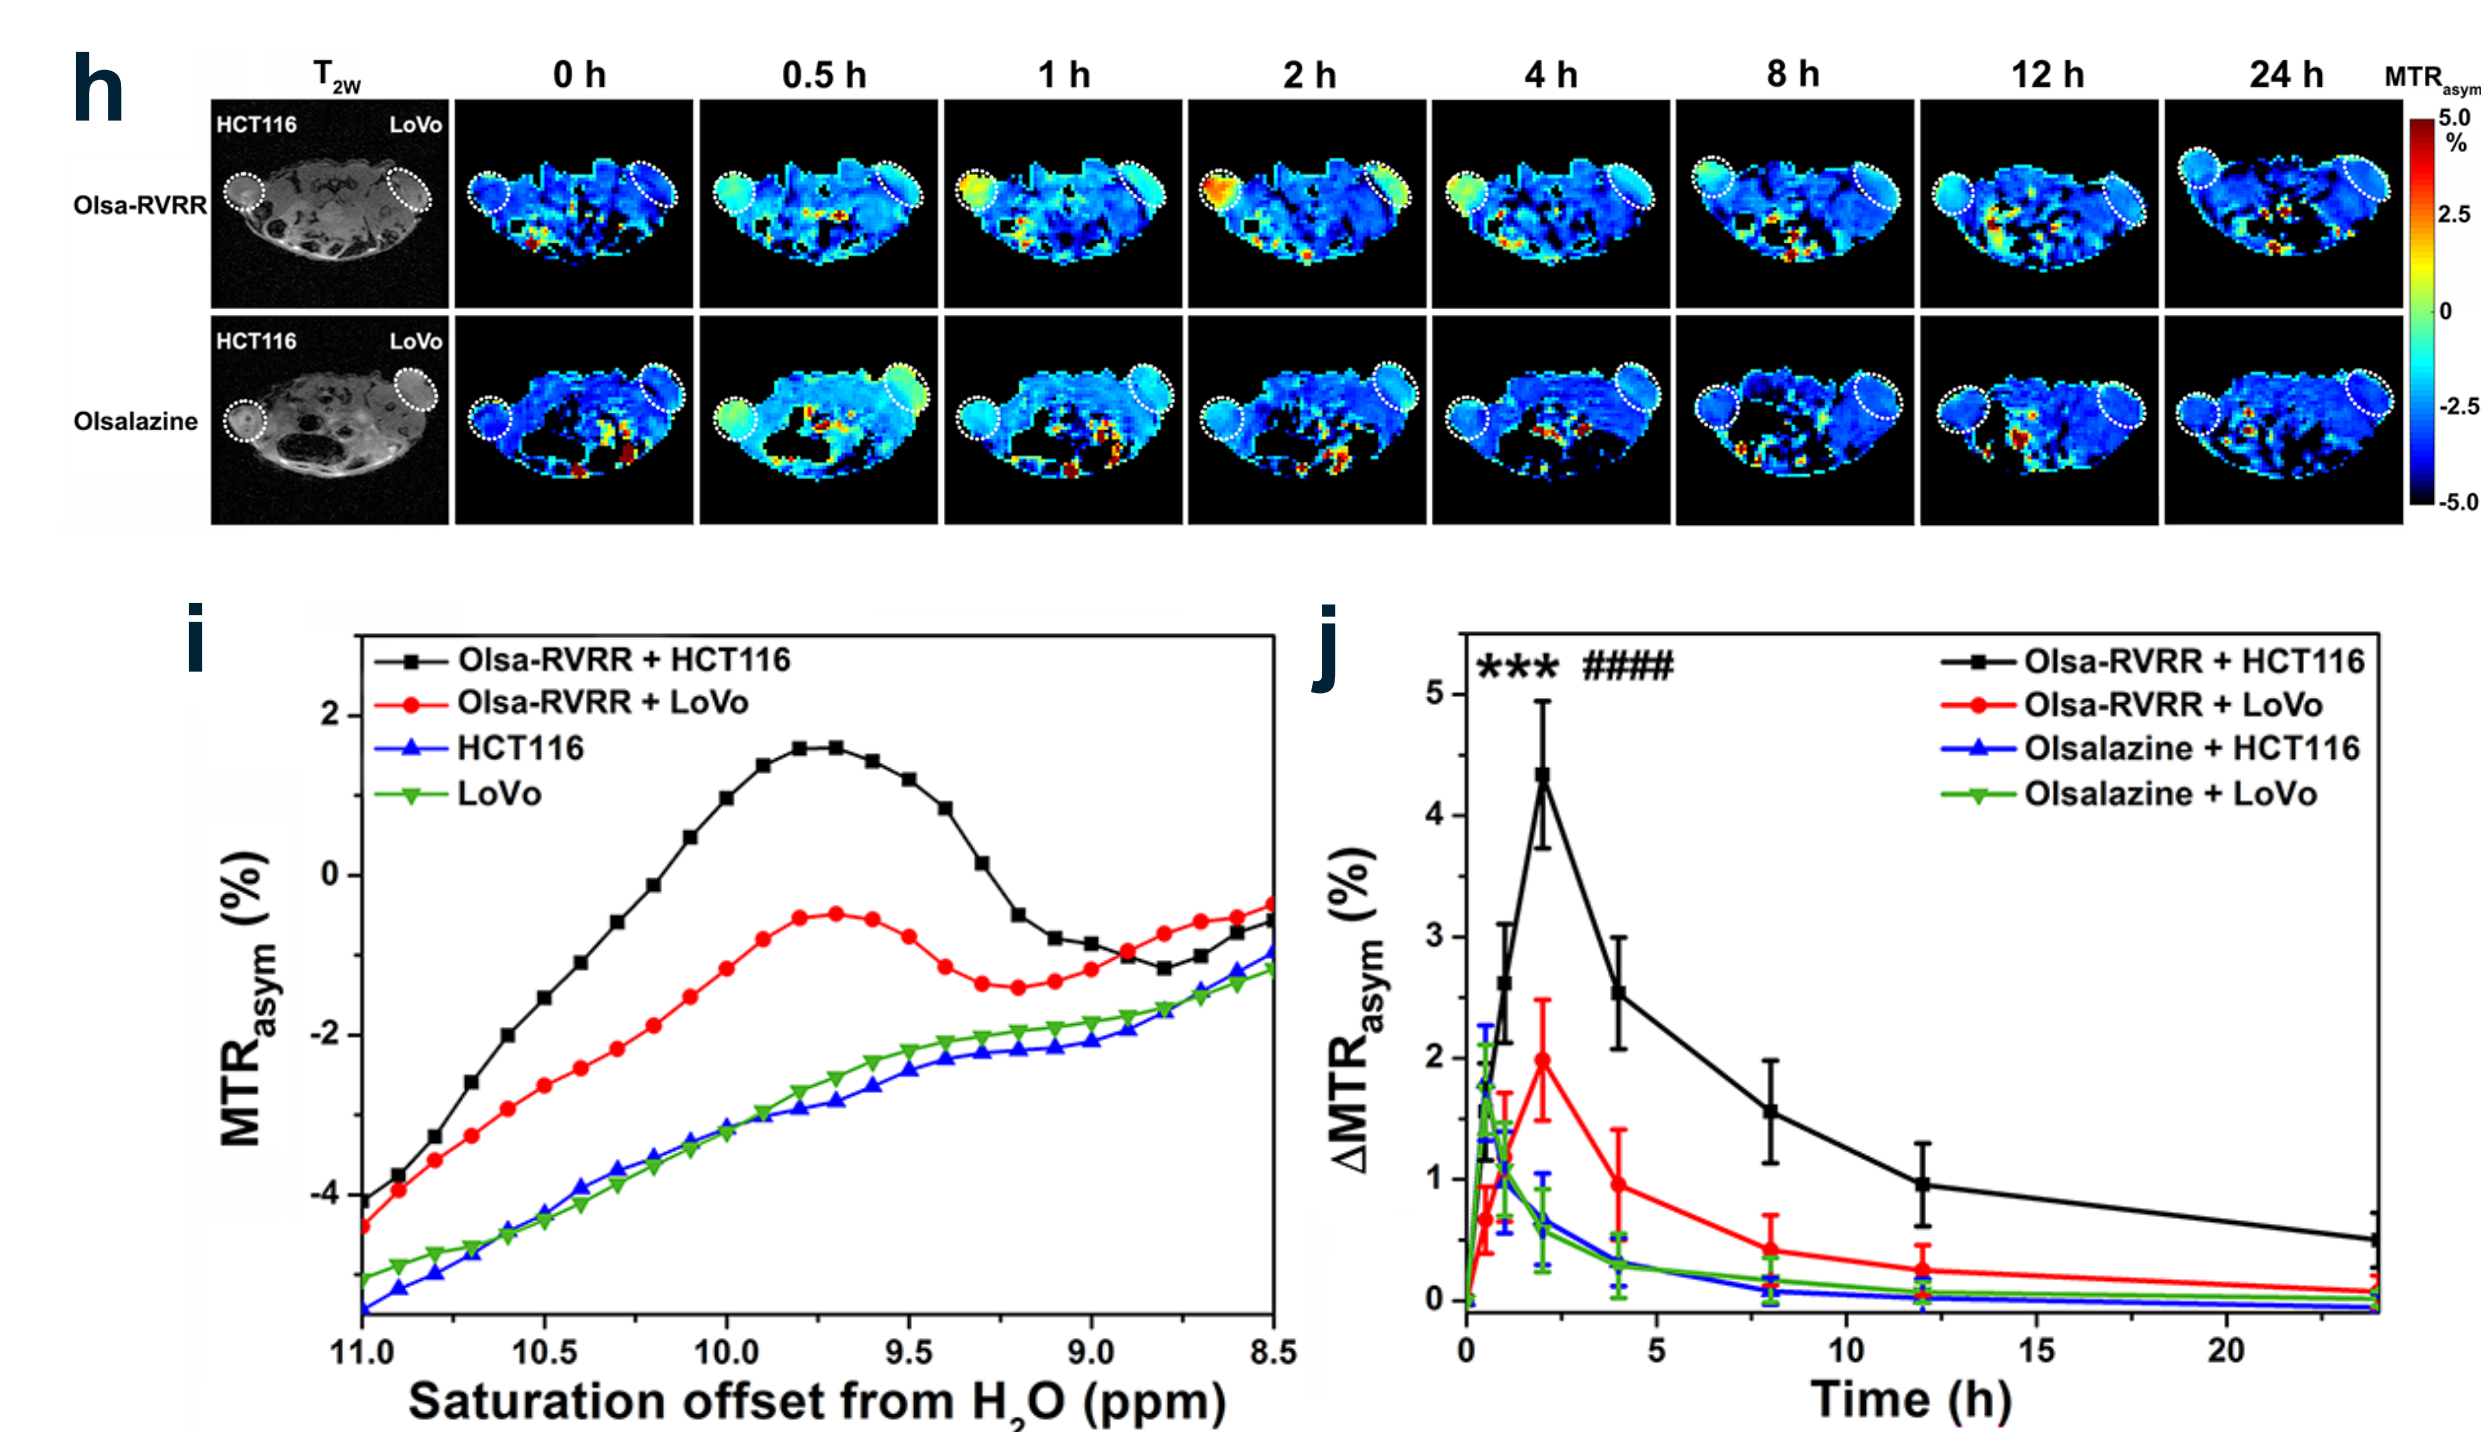 h
T2W 0 h 0.5 h 1 h 2 h 4 h 8 h 12 h 24 h MTRasym
HCT116 LoVo
Olsa-RVRR
HCT116 LoVo
Olsalazine
5.0
%
2.5
0
-2.5
-5.0
i
Olsa-RVRR + HCT116
Olsa-RVRR + LoVo
HCT116
LoVo
MTRasym (%)
2
0
-2
-4
11.0 10.5 10.0 9.5 9.0 8.5
Saturation offset from H2O (ppm)
j
*** ####
Olsa-RVRR + HCT116
Olsa-RVRR + LoVo
Olsalazine + HCT116
Olsalazine + LoVo
ΔMTRasym (%)
5
4
3
2
1
0
0 5 10 15 20
Time (h)